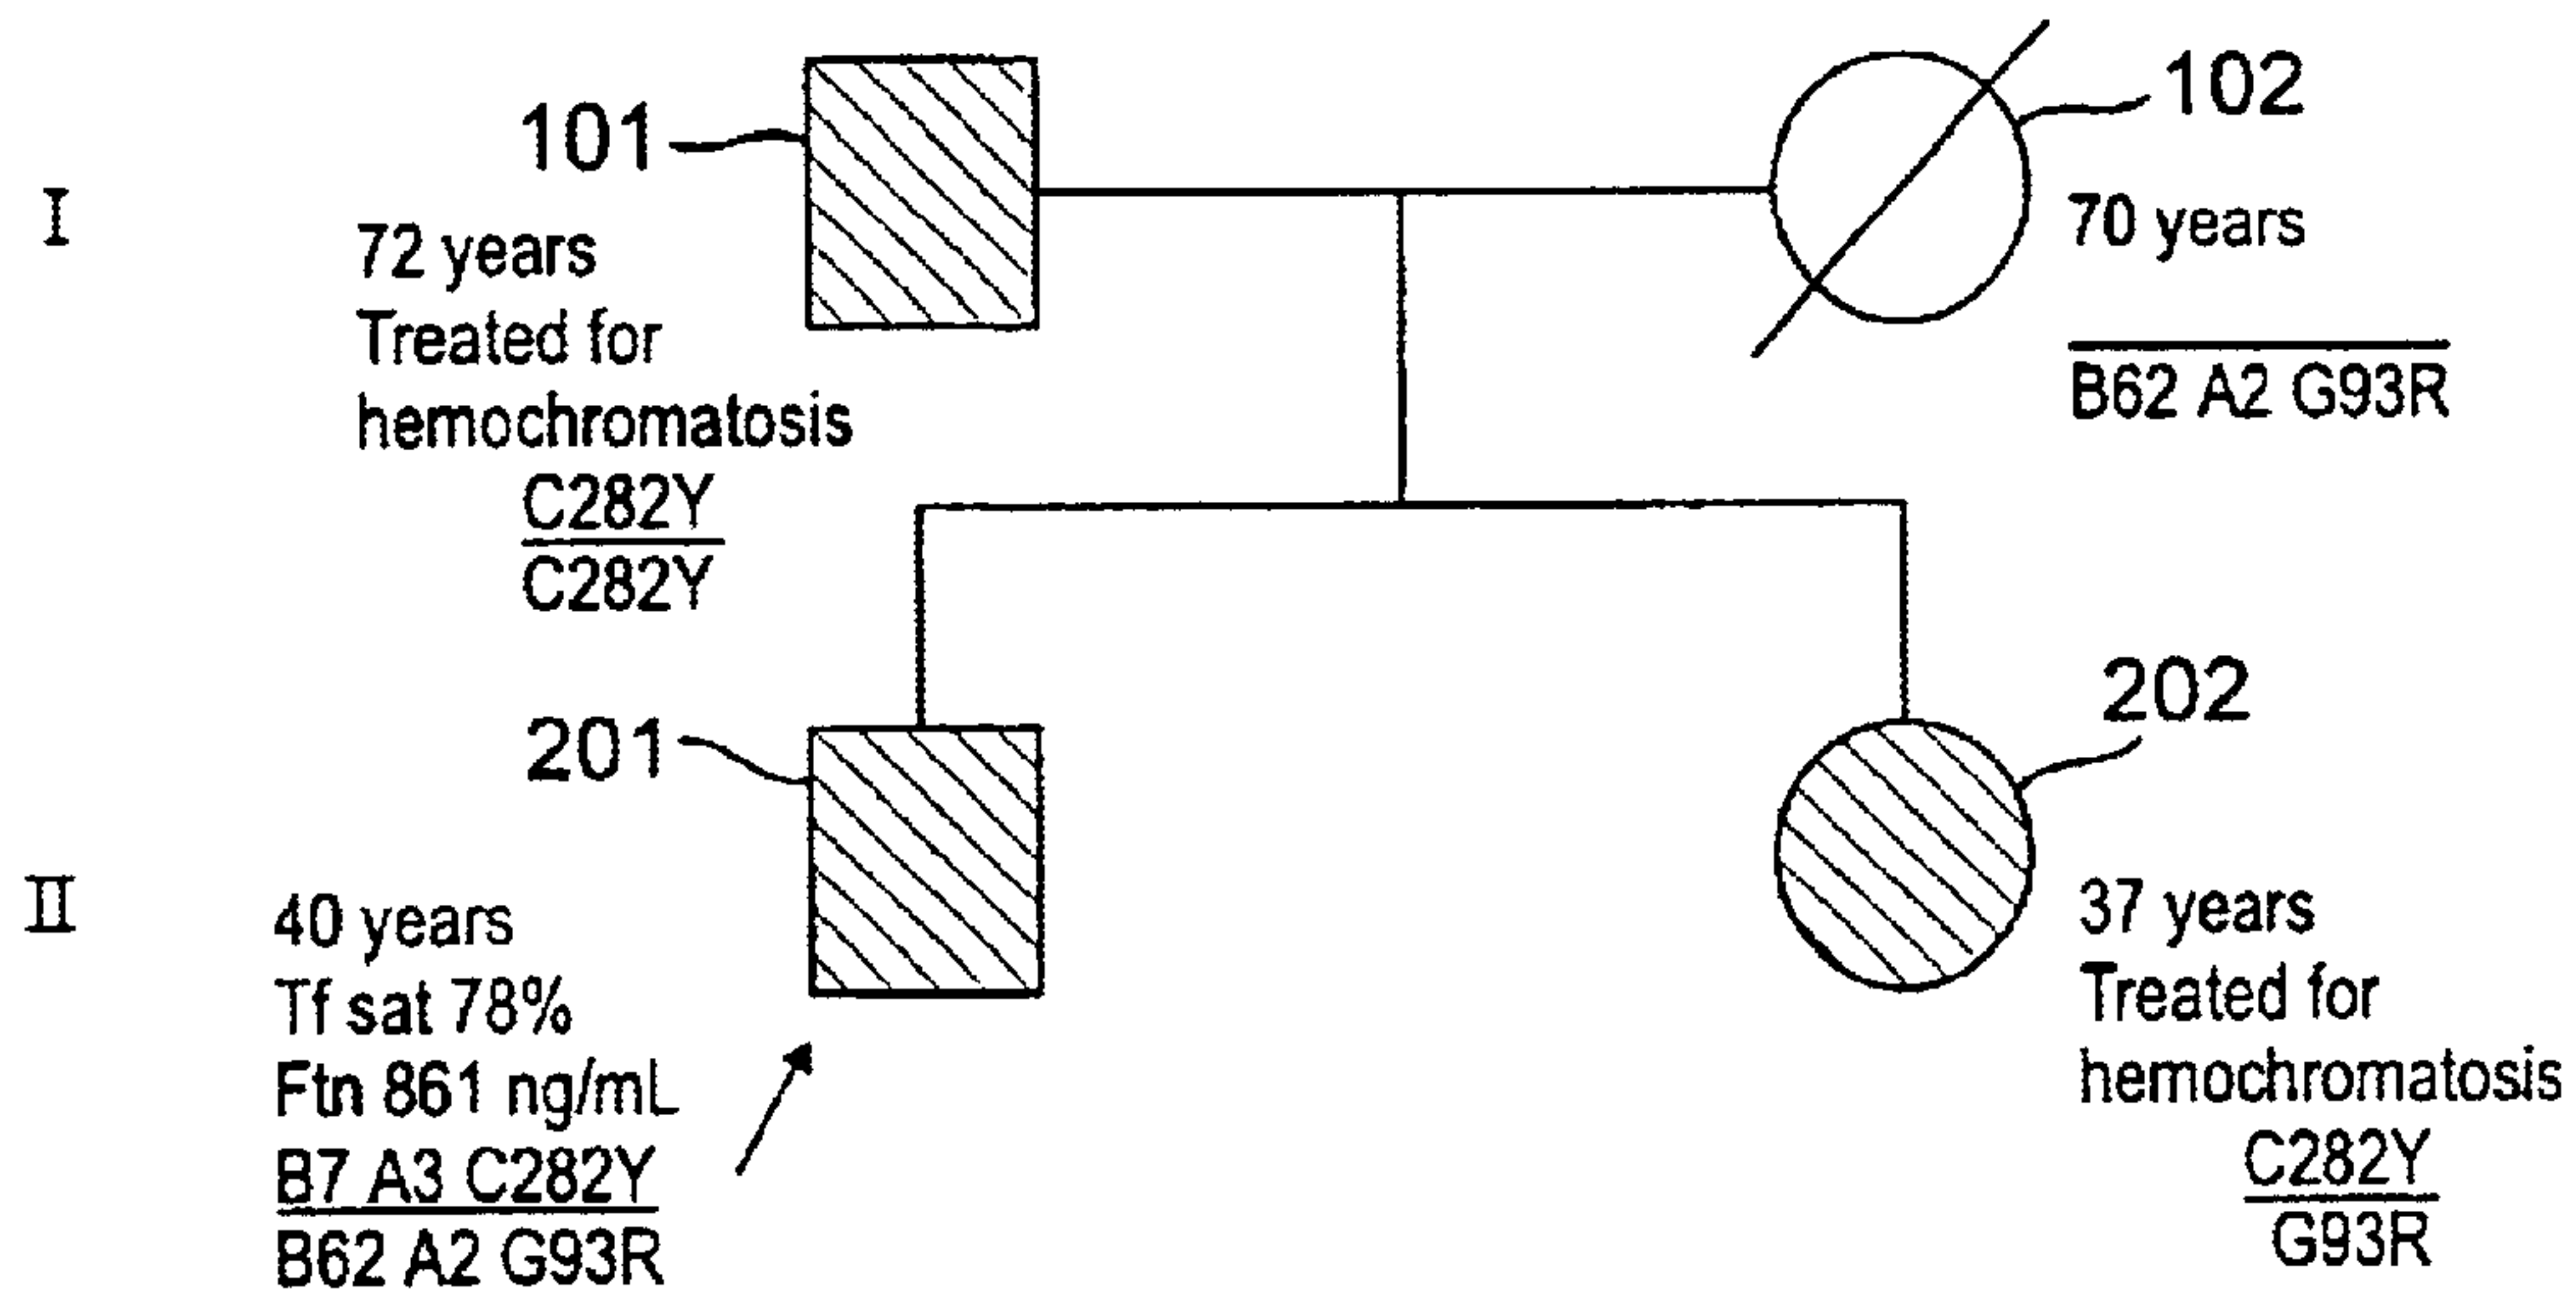 I
101
72 years
Treated for
hemochromatosis
C282Y
C282Y
102
70 years
B62 A2 G93R
II
201
40 years
Tf sat 78%
Ftn 861 ng/mL
B7 A3 C282Y
B62 A2 G93R
202
37 years
Treated for
hemochromatosis
C282Y
G93R